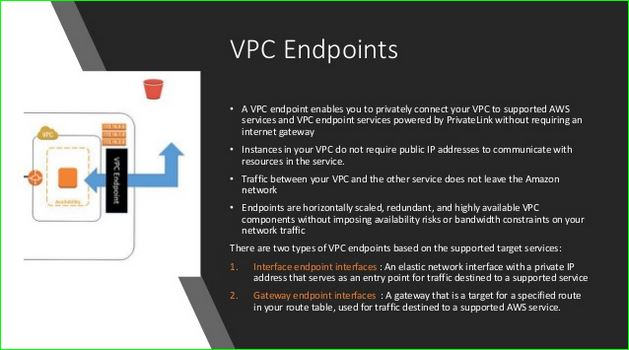 VPC Endpoints
• A VPC endpoint enables you to privately connect your VPC to supported AWS
services and VPC endpoint services powered by PrivateLink without requiring an
internet gateway
• Instances in your VPC do not require public IP addresses to communicate with
resources in the service.
• Traffic between your VPC and the other service does not leave the Amazon
network
• Endpoints are horizontally scaled, redundant, and highly available VPC
components without imposing availability risks or bandwidth constraints on your
network traffic
There are two types of VPC endpoints based on the supported target services:
1. Interface endpoint interfaces : An elastic network interface with a private IP
address that serves as an entry point for traffic destined to a supported service
2. Gateway endpoint interfaces : A gateway that is a target for a specified route
in your route table, used for traffic destined to a supported AWS service.
VPC
VPC Endpoint
Availability